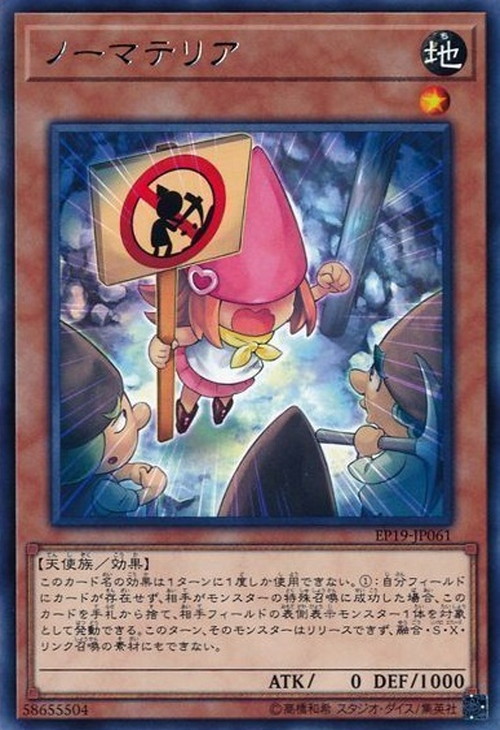 ノーマテリア
地
EP19-JP061
【天使族／効果】
このカード名の効果は１ターンに１度しか使用できない。①：自分フィールド
にカードが存在せず、相手がモンスターの特殊召喚に成功した場合、この
カードを手札から捨て、相手フィールドの表側表示モンスター１体を対象
として発動できる。このターン、そのモンスターはリリースできず、融合・S・X・
リンク召喚の素材にもできない。
ATK/ 0 DEF/1000
58655504
©高橋和希 スタジオ・ダイス/集英社